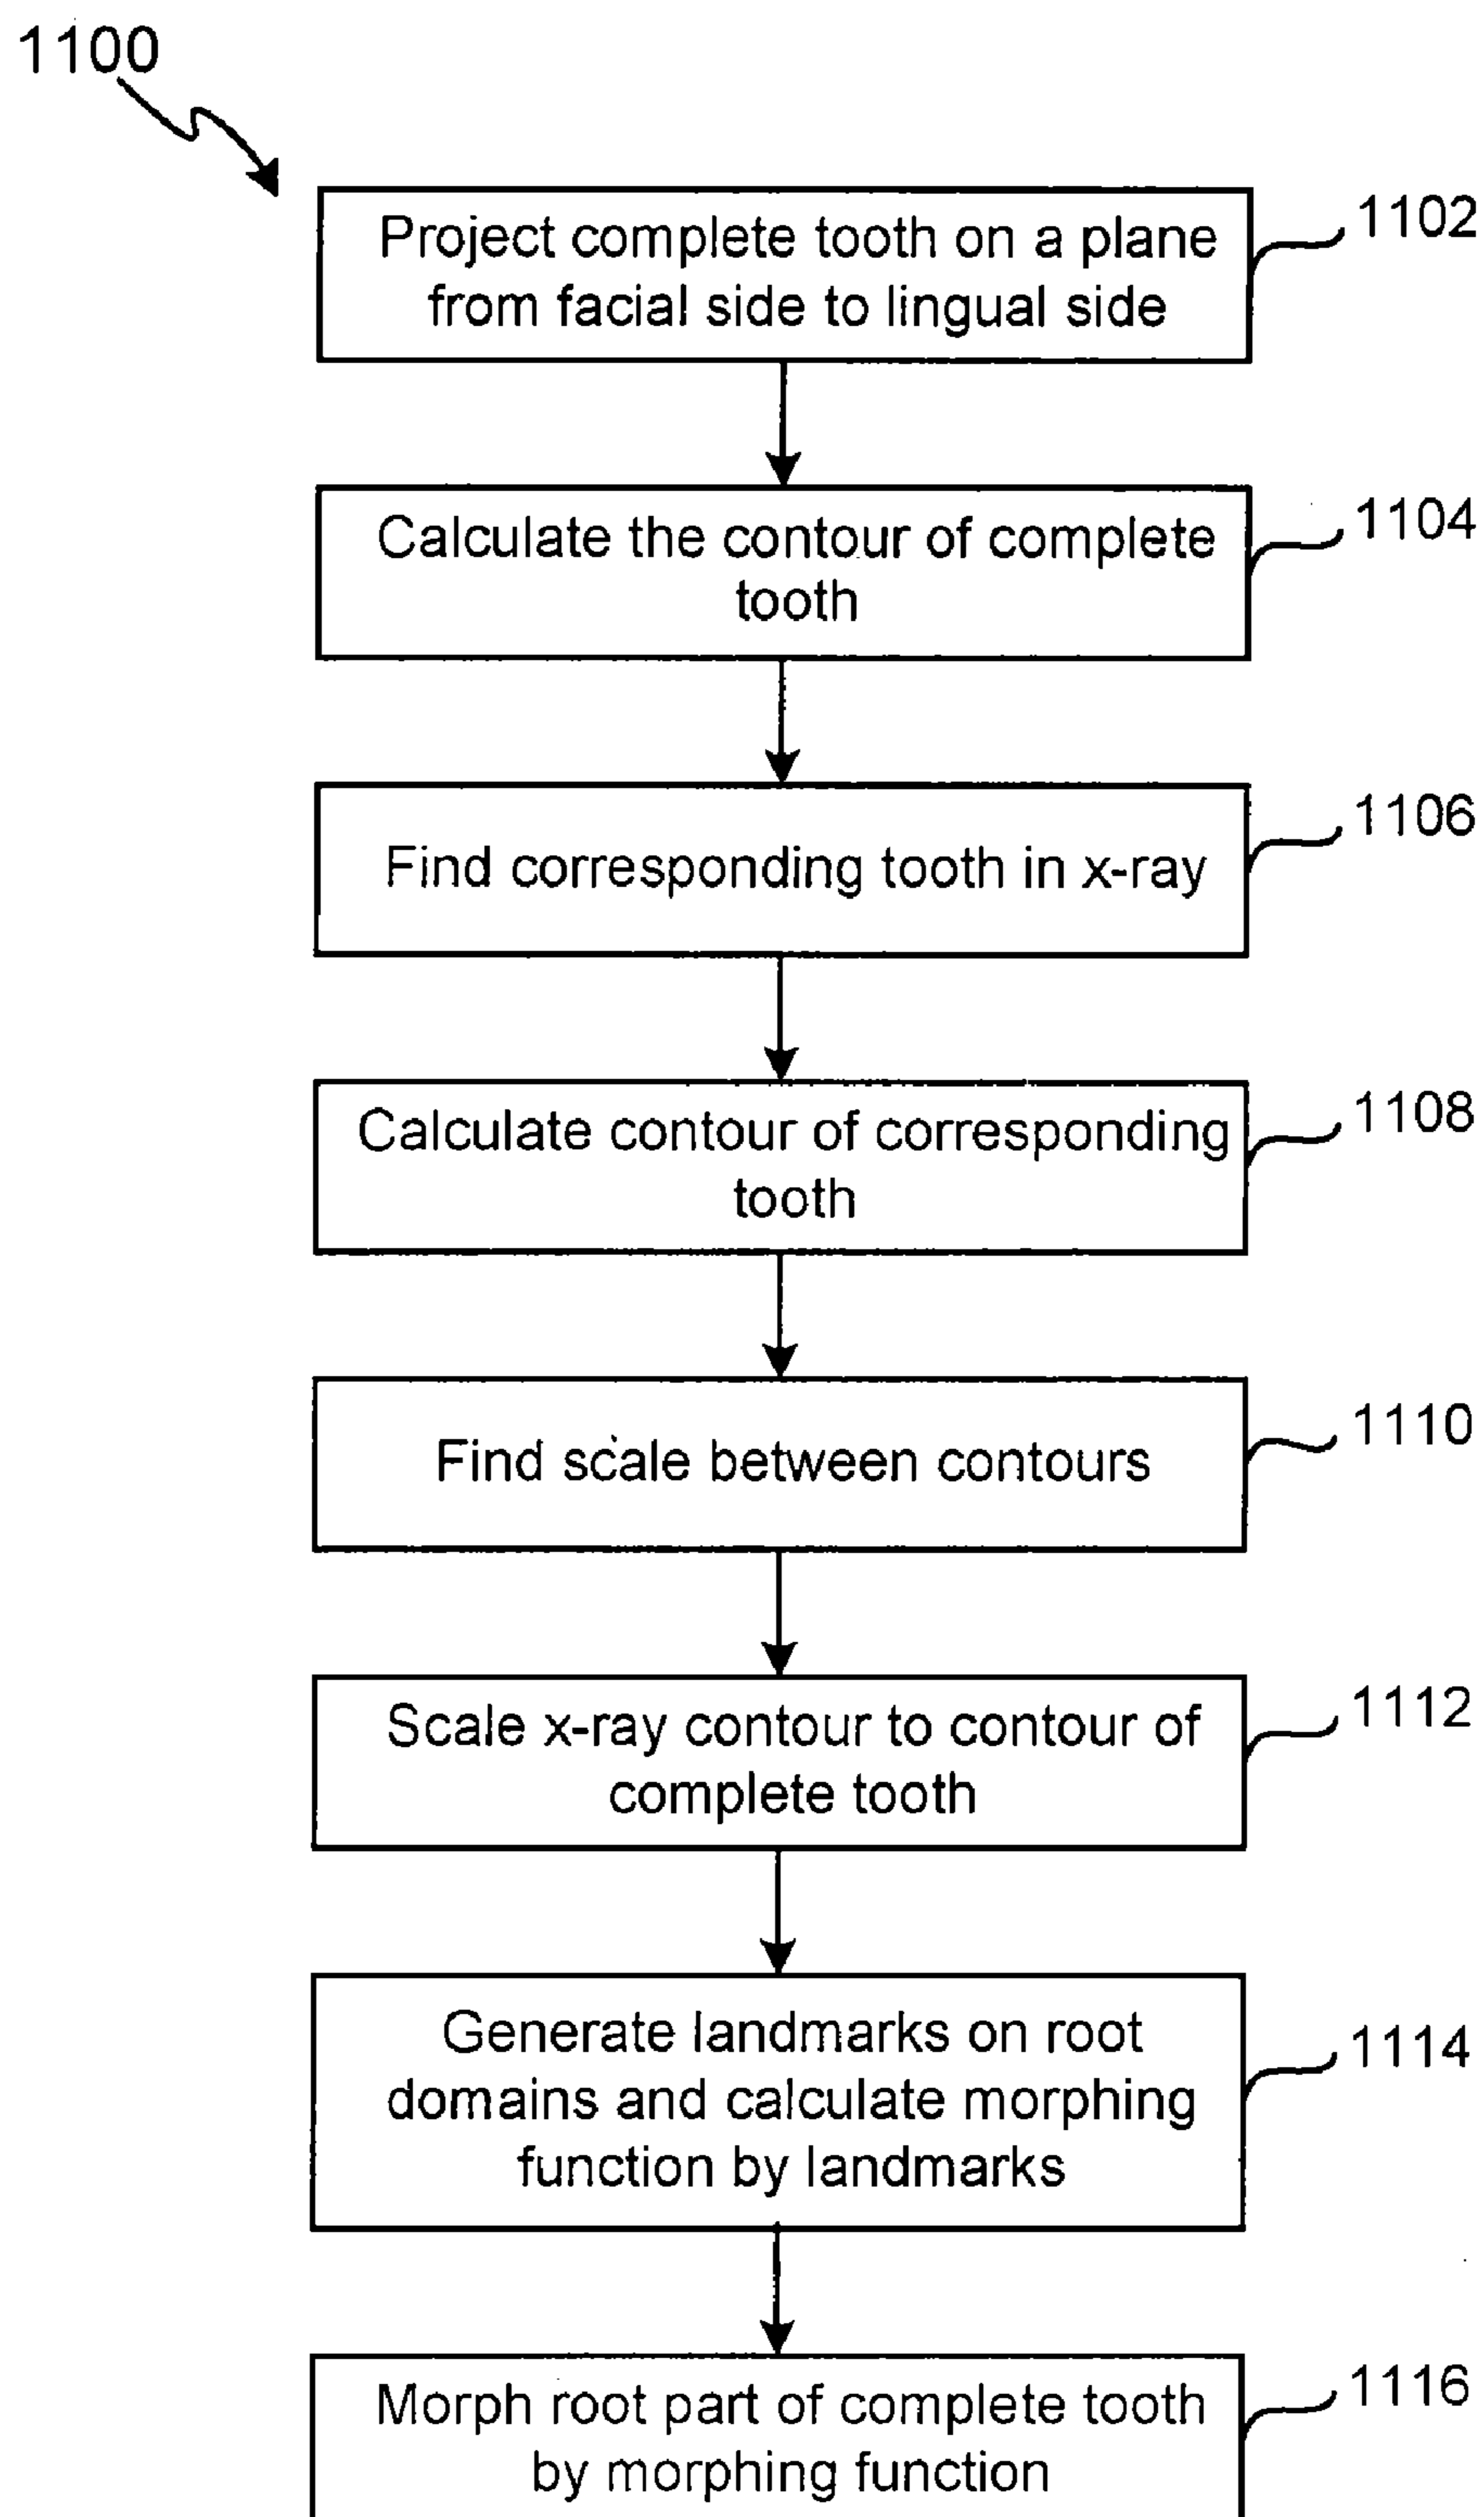 1100
Project complete tooth on a plane
from facial side to lingual side
1102
Calculate the contour of complete
tooth
1104
Find corresponding tooth in x-ray
1106
Calculate contour of corresponding
tooth
1108
Find scale between contours
1110
Scale x-ray contour to contour of
complete tooth
1112
Generate landmarks on root
domains and calculate morphing
function by landmarks
1114
Morph root part of complete tooth
by morphing function
1116